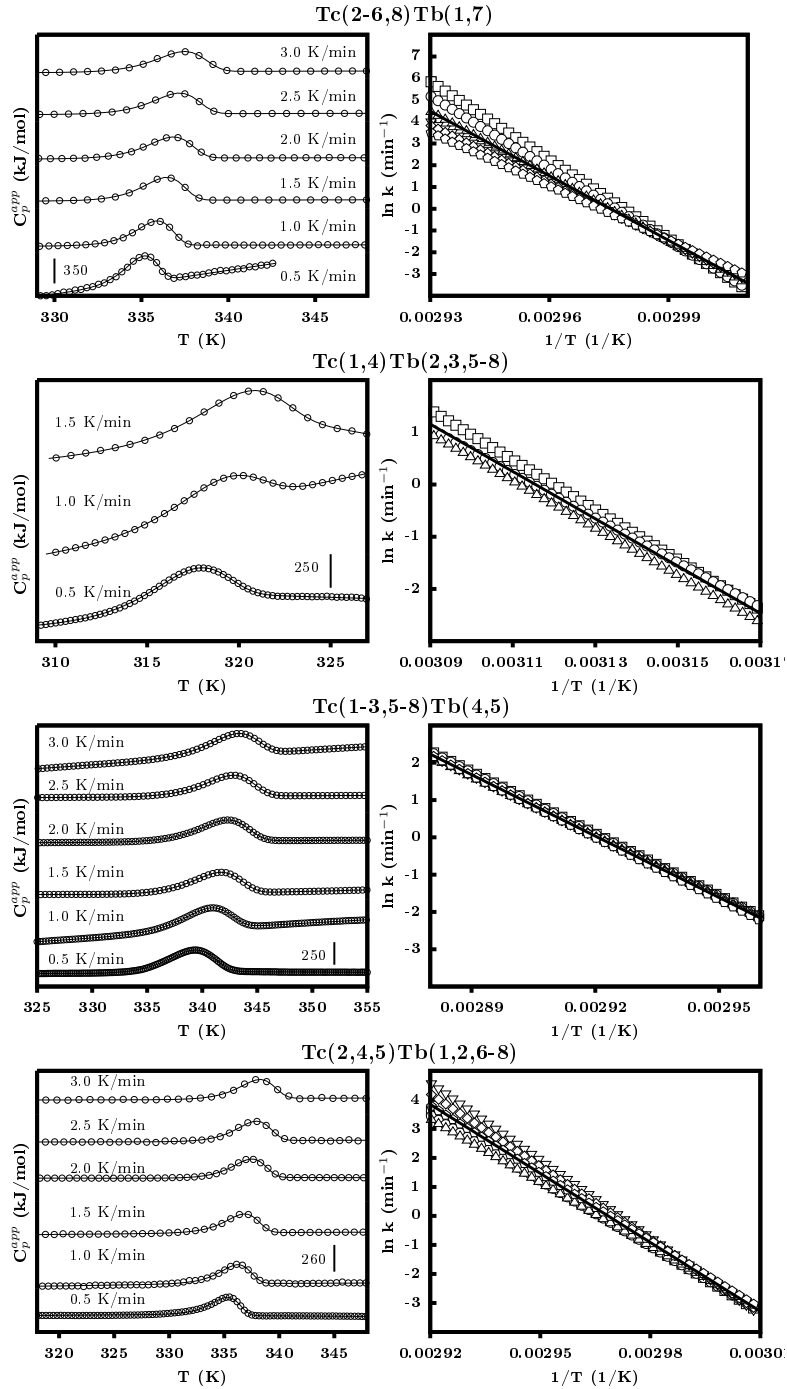 Tc(2-6,8)Tb(1,7)
C_p^{app} (kJ/mol)
3.0 K/min
2.5 K/min
2.0 K/min
1.5 K/min
1.0 K/min
0.5 K/min
350
330 335 340 345
T (K)
ln k (min^{-1})
7
6
5
4
3
2
1
0
-1
-2
-3
0.00293 0.00296 0.00299
1/T (1/K)
Tc(1,4)Tb(2,3,5-8)
C_p^{app} (kJ/mol)
1.5 K/min
1.0 K/min
0.5 K/min
250
310 315 320 325
T (K)
ln k (min^{-1})
1
0
-1
-2
0.00309 0.00311 0.00313 0.00315 0.0031
1/T (1/K)
Tc(1-3,5-8)Tb(4,5)
C_p^{app} (kJ/mol)
3.0 K/min
2.5 K/min
2.0 K/min
1.5 K/min
1.0 K/min
0.5 K/min
250
325 330 335 340 345 350 355
T (K)
ln k (min^{-1})
2
1
0
-1
-2
-3
0.00289 0.00292 0.00295
1/T (1/K)
Tc(2,4,5)Tb(1,2,6-8)
C_p^{app} (kJ/mol)
3.0 K/min
2.5 K/min
2.0 K/min
1.5 K/min
1.0 K/min
0.5 K/min
260
320 325 330 335 340 345
T (K)
ln k (min^{-1})
4
3
2
1
0
-1
-2
-3
0.00292 0.00295 0.00298 0.0030
1/T (1/K)